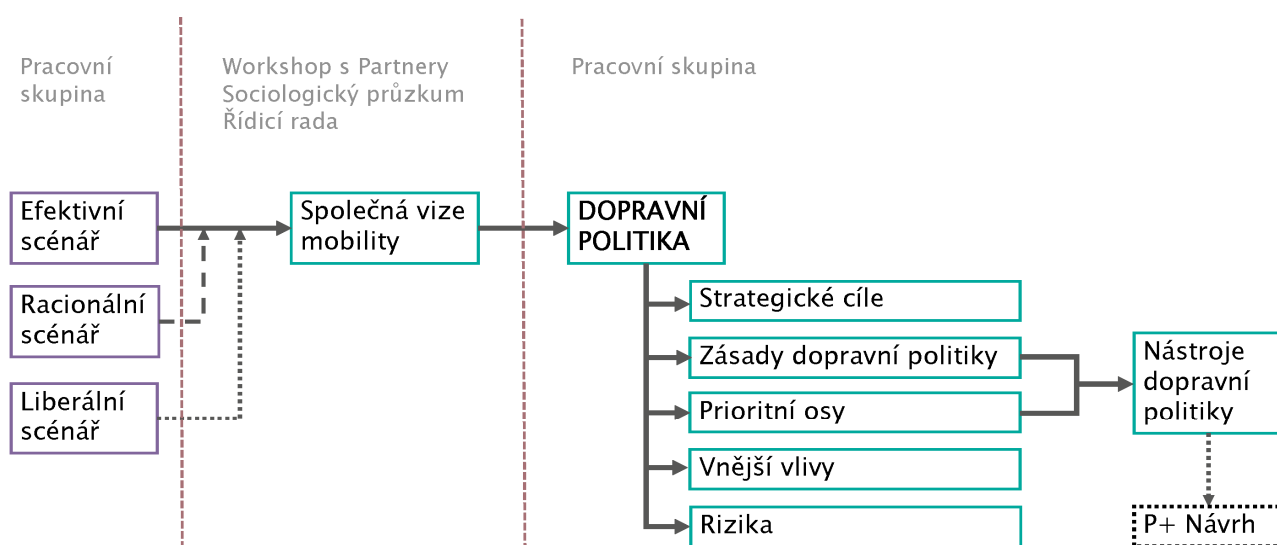 Pracovní
skupina
Workshop s Partnery
Sociologický průzkum
Řídicí rada
Pracovní skupina
Efektivní
scénář
Racionální
scénář
Liberální
scénář
Společná vize
mobility
DOPRAVNÍ
POLITIKA
Strategické cíle
Zásady dopravní politiky
Prioritní osy
Vnější vlivy
Rizika
Nástroje
dopravní
politiky
P+ Návrh